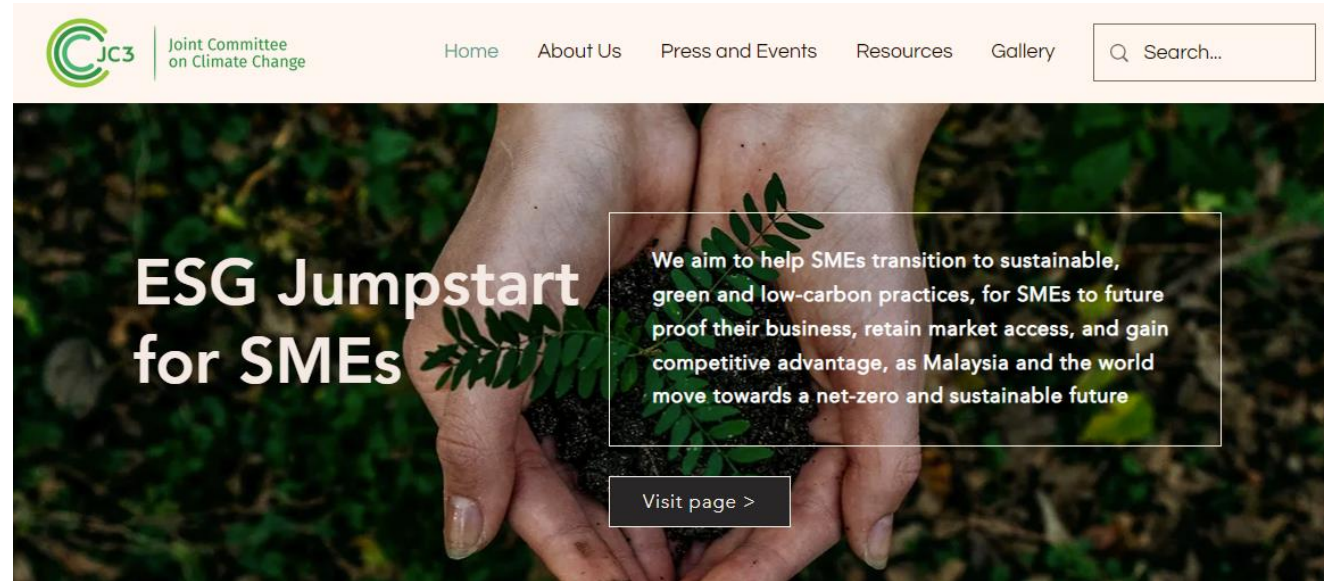 JC3
Joint Committee
on Climate Change
Home
About Us
Press and Events
Resources
Gallery
Search...
ESG Jumpstart
for SMEs
We aim to help SMEs transition to sustainable,
green and low-carbon practices, for SMEs to future
proof their business, retain market access, and gain
competitive advantage, as Malaysia and the world
move towards a net-zero and sustainable future
Visit page >